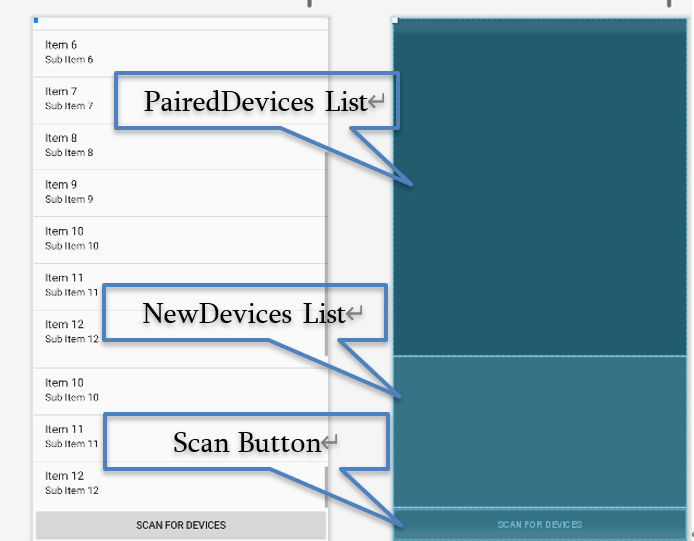 Item 6
Sub Item 6
Item 7
Sub Item 7
PairedDevices List
Item 8
Sub Item 8
Item 9
Sub Item 9
Item 10
Sub Item 10
Item 11
Sub Item 11
NewDevices List
Item 12
Sub Item 12
Item 10
Sub Item 10
Item 11
Sub Item 11
Scan Button
Item 12
Sub Item 12
SCAN FOR DEVICES
SCAN FOR DEVICES